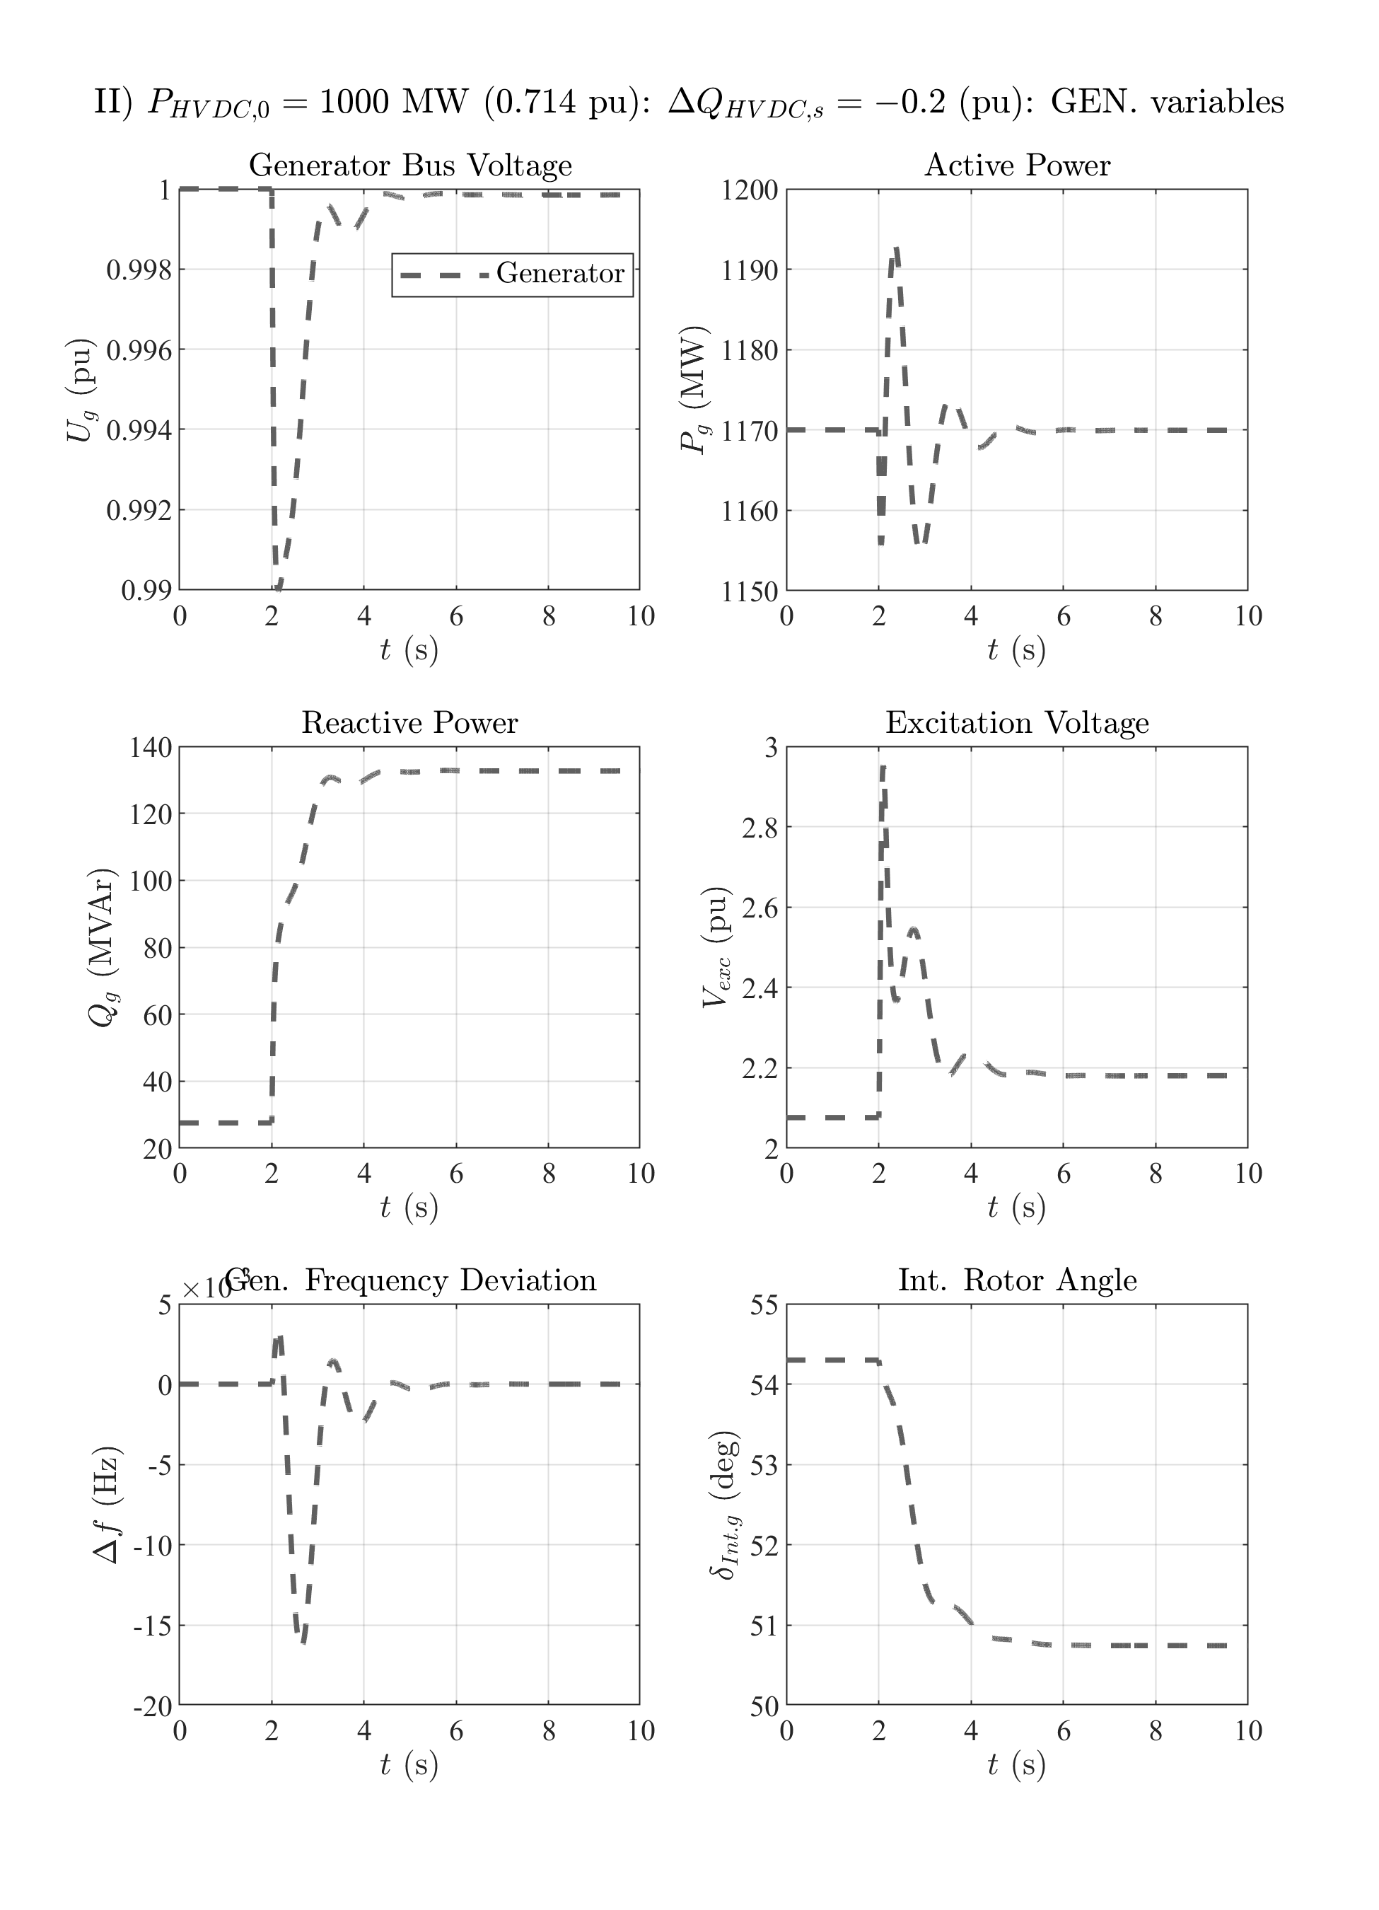 II) P_{HVDC,0} = 1000 MW (0.714 pu): ΔQ_{HVDC,s} = −0.2 (pu): GEN. variables
Generator Bus Voltage
1
0.998
0.996
0.994
0.992
0.99
U_g (pu)
Generator
0 2 4 6 8 10
t (s)
Active Power
1200
1190
1180
1170
1160
1150
P_g (MW)
0 2 4 6 8 10
t (s)
Reactive Power
140
120
100
80
60
40
20
Q_g (MVAr)
0 2 4 6 8 10
t (s)
Excitation Voltage
3
2.8
2.6
2.4
2.2
2
V_{exc} (pu)
0 2 4 6 8 10
t (s)
×10^{-3}
Gen. Frequency Deviation
5
0
-5
-10
-15
-20
Δf (Hz)
0 2 4 6 8 10
t (s)
Int. Rotor Angle
55
54
53
52
51
50
δ_{Int.g} (deg)
0 2 4 6 8 10
t (s)